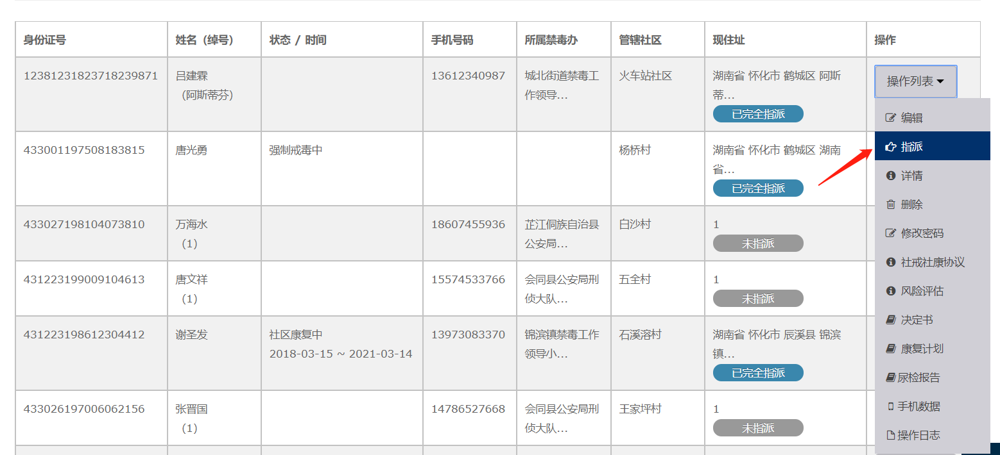 身份证号 姓名（绰号） 状态 / 时间 手机号码 所属禁毒办 管辖社区 现住址 操作
12381231823718239871 吕建霖 13612340987 城北街道禁毒工 火车站社区 湖南省 怀化市 鹤城区 阿斯 操作列表
（阿斯蒂芬） 作领导... 蒂...
已完全指派
编辑
433001197508183815 唐光勇 强制戒毒中 杨桥村 湖南省 怀化市 鹤城区 湖南 指派
省...
已完全指派
详情
删除
433027198104073810 万海水 18607455936 芷江侗族自治县 白沙村 1
（1） 公安局...
未指派
修改密码
社戒社康协议
431223199009104613 唐文祥 15574533766 会同县公安局刑 五全村 1
（1） 侦大队...
未指派
风险评估
决定书
431223198612304412 谢圣发 社区康复中 13973083370 锦滨镇禁毒工作 石溪溶村 湖南省 怀化市 辰溪县 锦滨
2018-03-15 ~ 2021-03-14 领导小... 镇...
已完全指派
康复计划
尿检报告
433026197006062156 张晋国 14786527668 会同县公安局刑 王家坪村 1
（1） 侦大队...
未指派
手机数据
操作日志